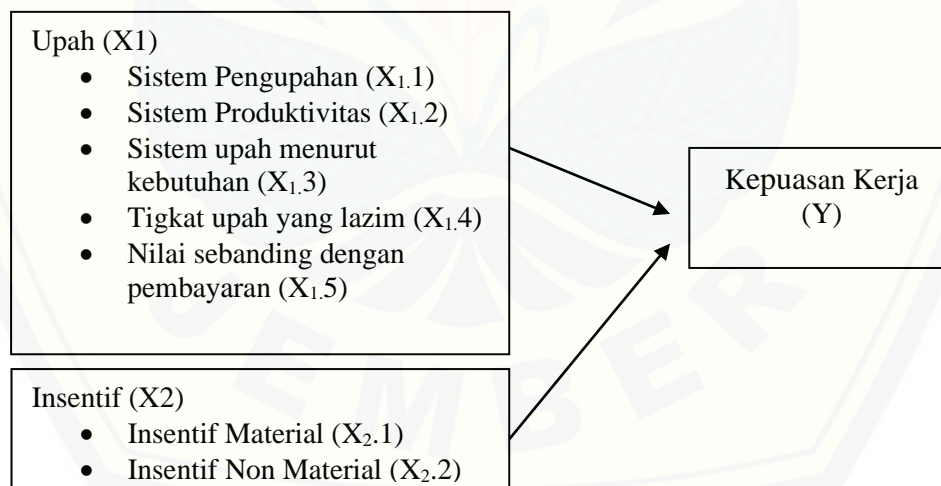 Upah (X1)
• Sistem Pengupahan (X1.1)
• Sistem Produktivitas (X1.2)
• Sistem upah menurut
kebutuhan (X1.3)
• Tigkat upah yang lazim (X1.4)
• Nilai sebanding dengan
pembayaran (X1.5)
Kepuasan Kerja
(Y)
Insentif (X2)
• Insentif Material (X2.1)
• Insentif Non Material (X2.2)
JEMBER